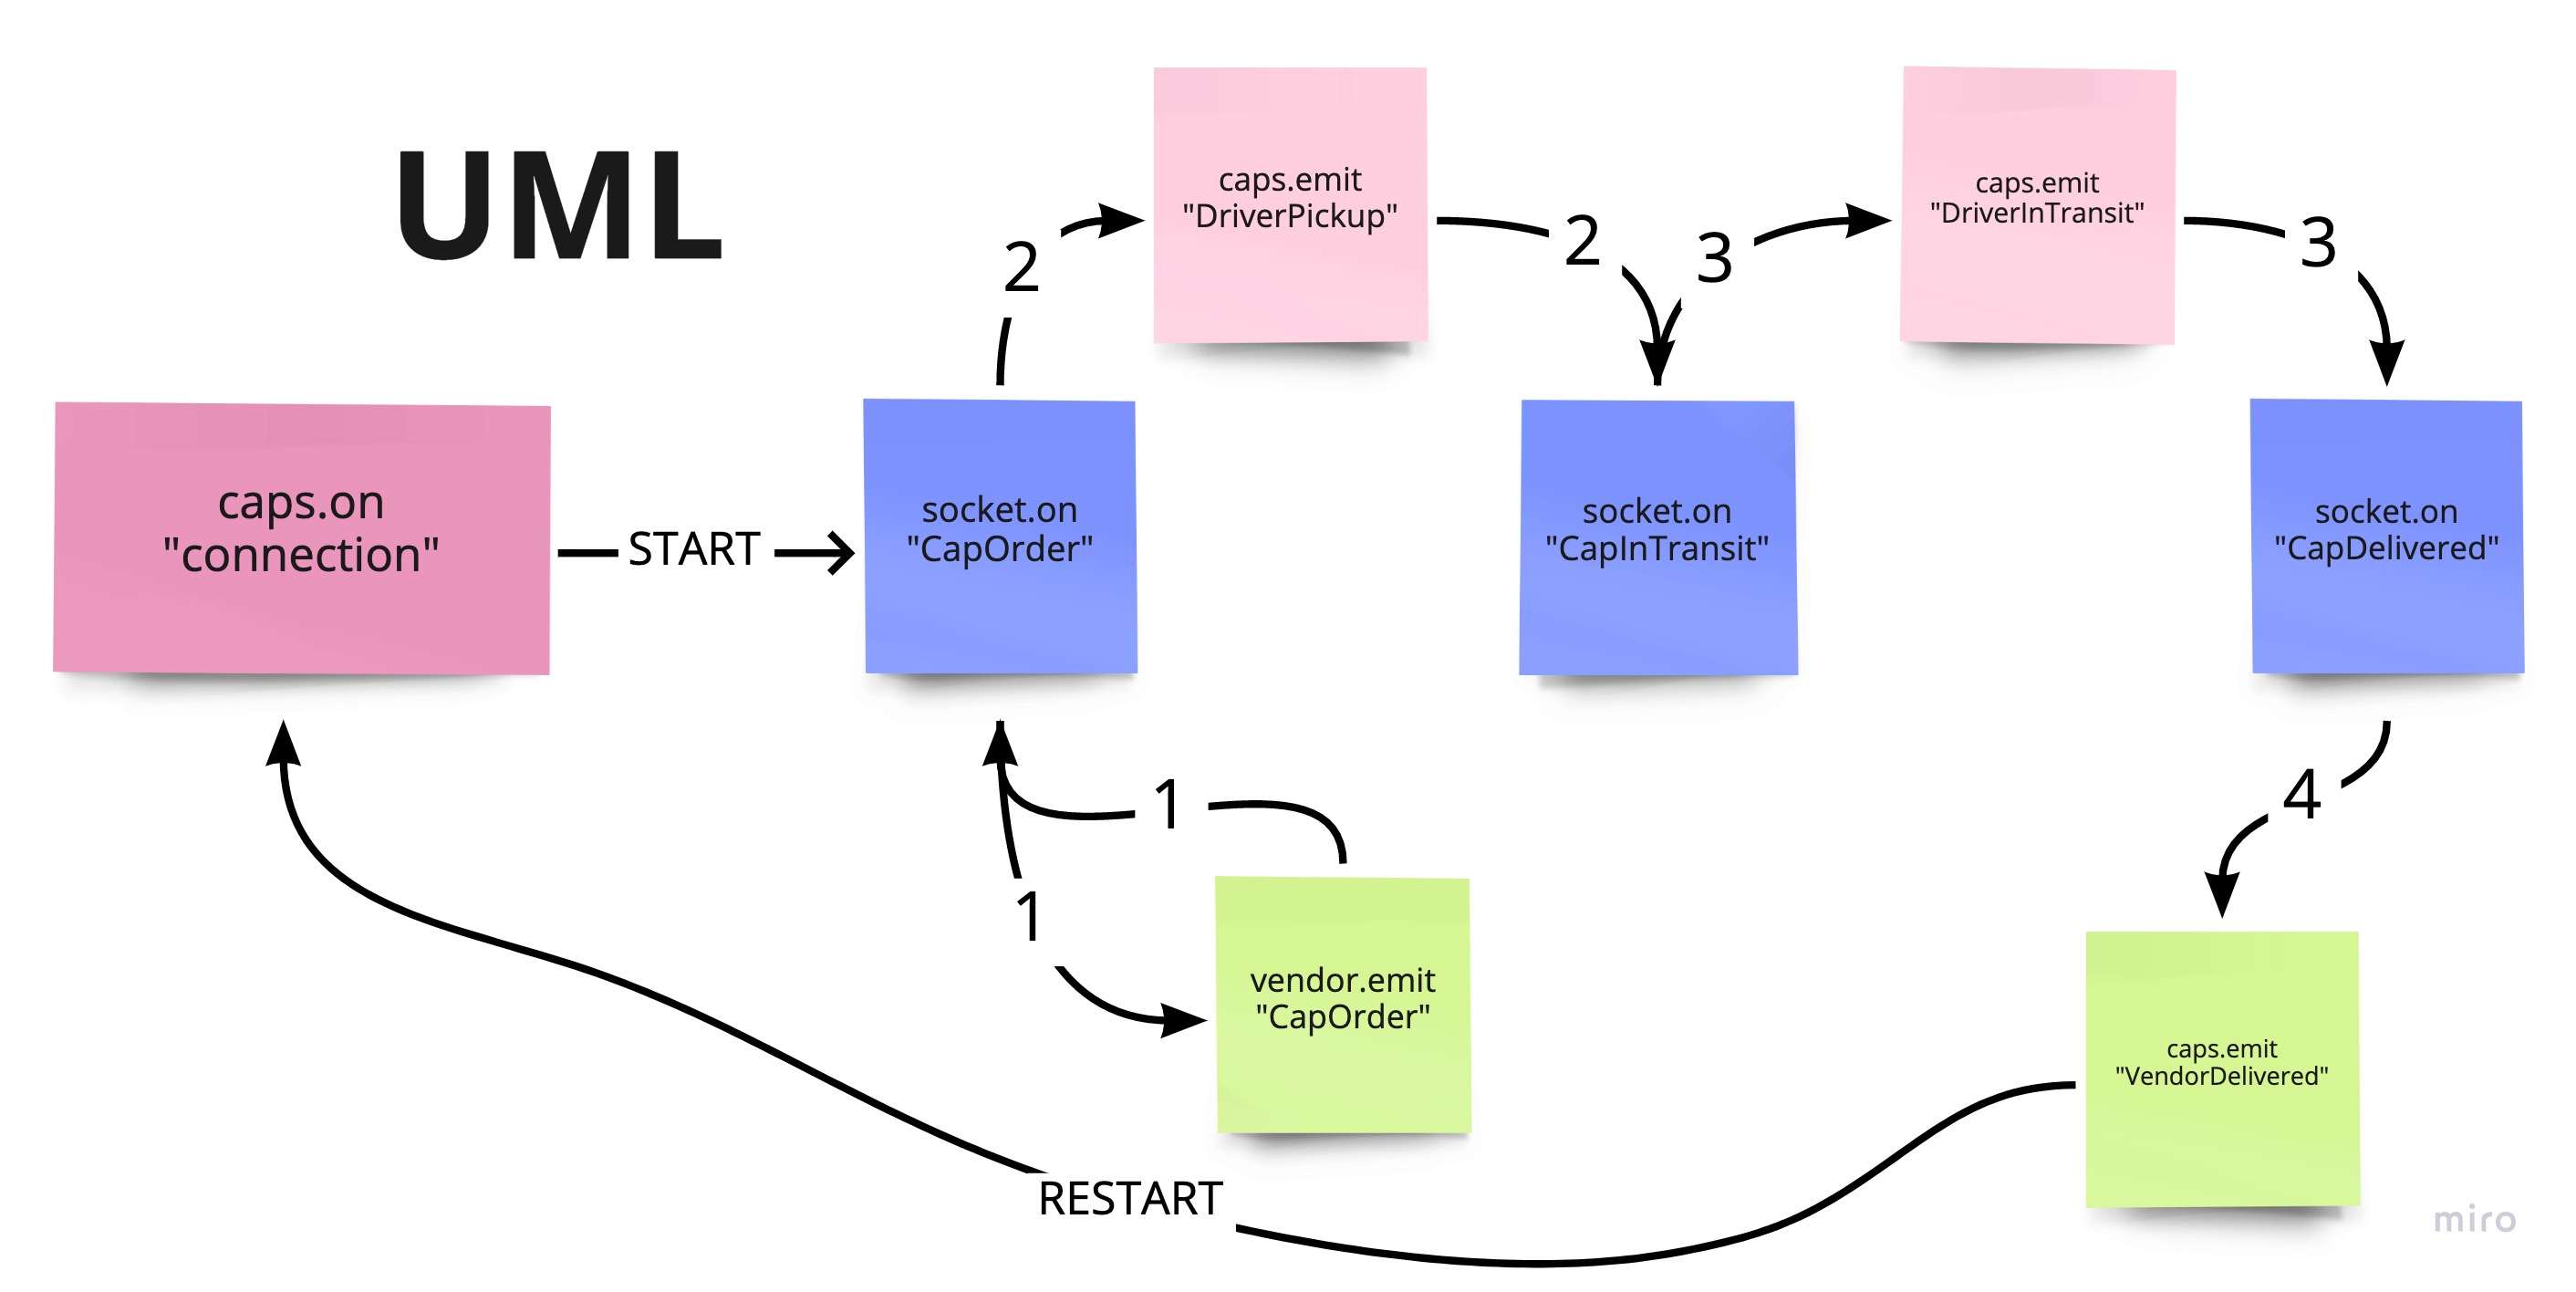 UML
caps.emit
"DriverPickup"
caps.emit
"DriverInTransit"
2
2
3
3
caps.on
"connection"
START
socket.on
"CapOrder"
socket.on
"CapInTransit"
socket.on
"CapDelivered"
1
1
4
vendor.emit
"CapOrder"
caps.emit
"VendorDelivered"
RESTART
miro